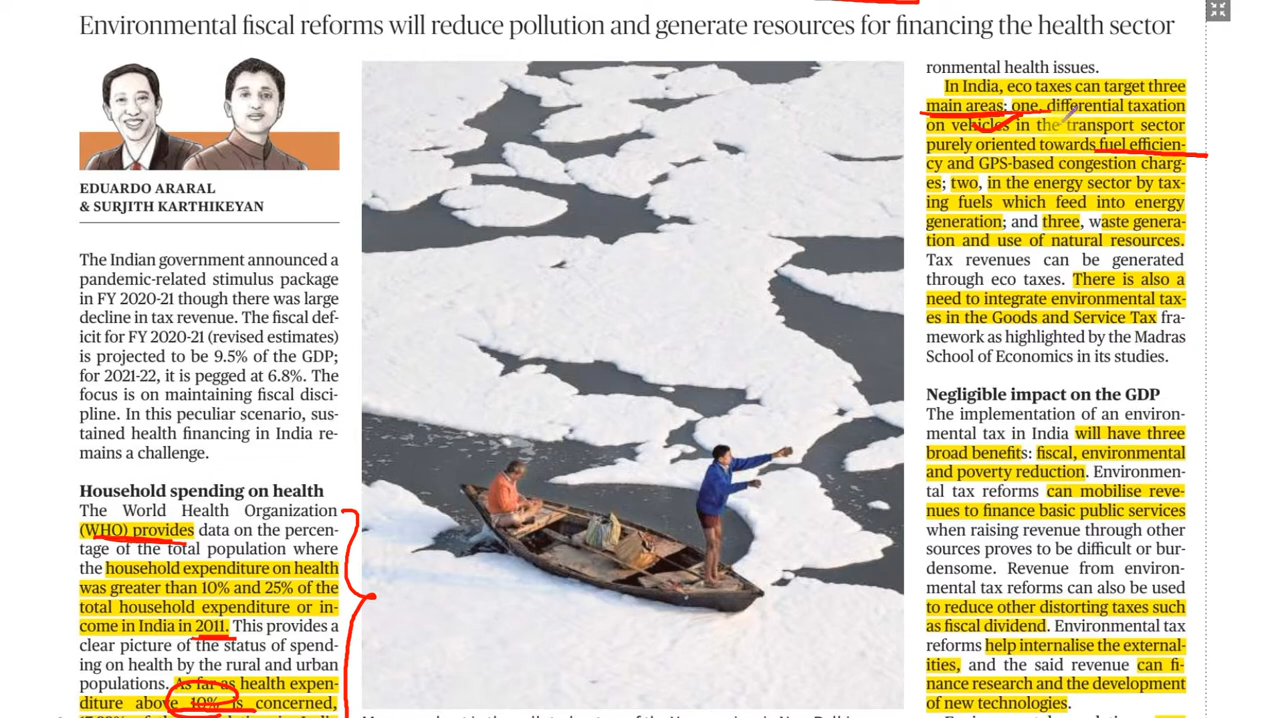 Environmental fiscal reforms will reduce pollution and generate resources for financing the health sector
EDUARDO ARARAL
& SURJITH KARTHIKEYAN
The Indian government announced a
pandemic-related stimulus package
in FY 2020-21 though there was large
decline in tax revenue. The fiscal def-
icit for FY 2020-21 (revised estimates)
is projected to be 9.5% of the GDP;
for 2021-22, it is pegged at 6.8%. The
focus is on maintaining fiscal disci-
pline. In this peculiar scenario, sus-
tained health financing in India re-
mains a challenge.
Household spending on health
The World Health Organization
(WHO) provides data on the percen-
tage of the total population where
the household expenditure on health
was greater than 10% and 25% of the
total household expenditure or in-
come in India in 2011. This provides a
clear picture of the status of spend-
ing on health by the rural and urban
populations. As far as health expen-
diture above 10% is concerned,
ronmental health issues.
In India, eco taxes can target three
main areas; one, differential taxation
on vehicles in the transport sector
purely oriented towards fuel efficien-
cy and GPS-based congestion charg-
es; two, in the energy sector by tax-
ing fuels which feed into energy
generation; and three, waste genera-
tion and use of natural resources.
Tax revenues can be generated
through eco taxes. There is also a
need to integrate environmental tax-
es in the Goods and Service Tax fra-
mework as highlighted by the Madras
School of Economics in its studies.
Negligible impact on the GDP
The implementation of an environ-
mental tax in India will have three
broad benefits: fiscal, environmental
and poverty reduction. Environmen-
tal tax reforms can mobilise reve-
nues to finance basic public services
when raising revenue through other
sources proves to be difficult or bur-
densome. Revenue from environ-
mental tax reforms can also be used
to reduce other distorting taxes such
as fiscal dividend. Environmental tax
reforms help internalise the external-
ities, and the said revenue can fi-
nance research and the development
of new technologies.